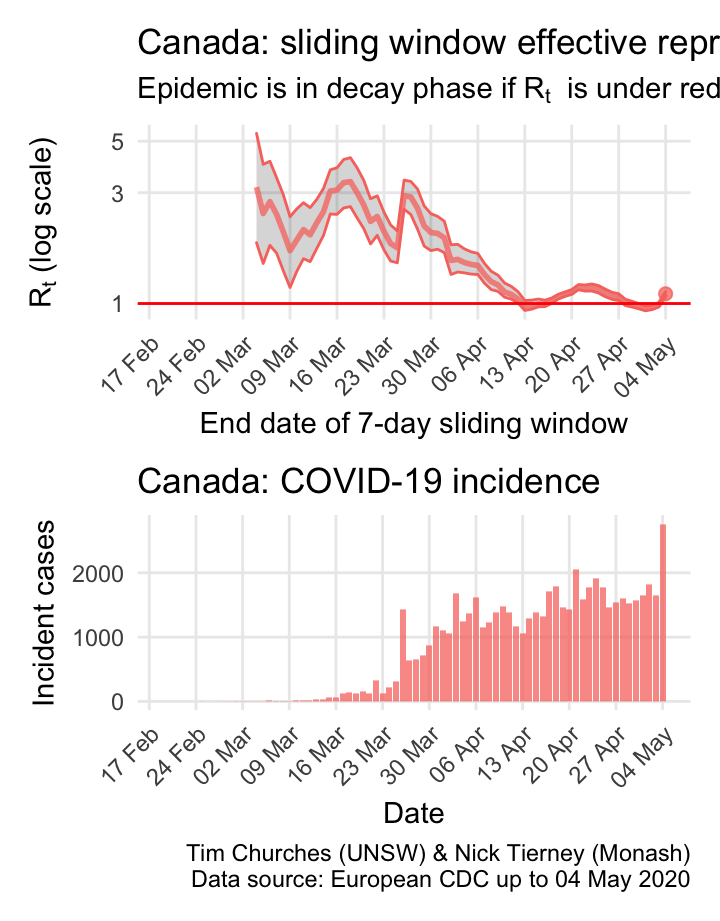 Canada: sliding window effective repr
Epidemic is in decay phase if Rt is under red
Rt (log scale)
5
3
1
17 Feb
24 Feb
02 Mar
09 Mar
16 Mar
23 Mar
30 Mar
06 Apr
13 Apr
20 Apr
27 Apr
04 May
End date of 7-day sliding window
Canada: COVID-19 incidence
Incident cases
2000
1000
0
17 Feb
24 Feb
02 Mar
09 Mar
16 Mar
23 Mar
30 Mar
06 Apr
13 Apr
20 Apr
27 Apr
04 May
Date
Tim Churches (UNSW) & Nick Tierney (Monash)
Data source: European CDC up to 04 May 2020